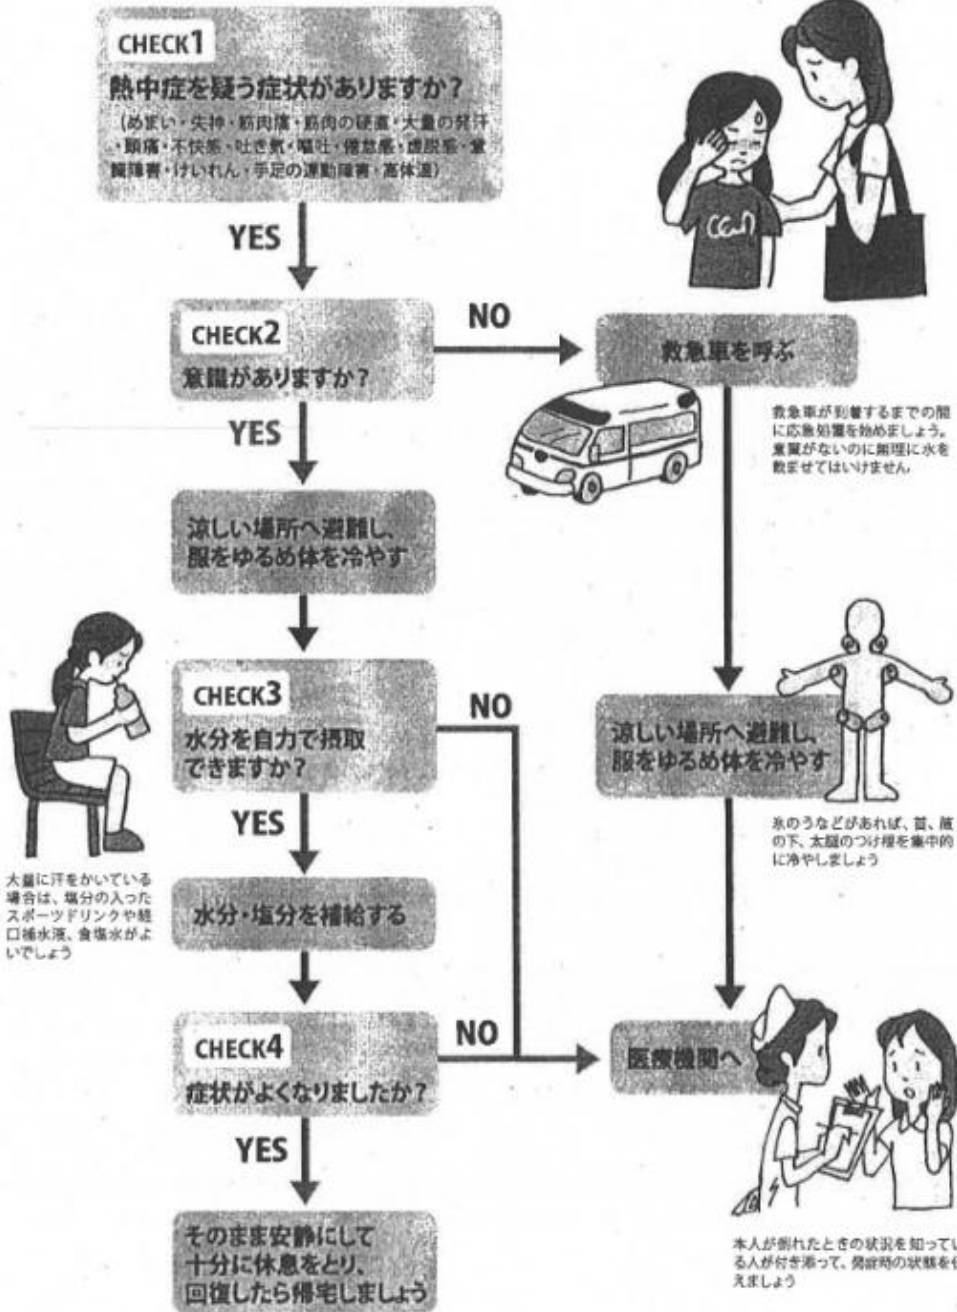 CHECK1
熱中症を疑う症状がありますか？
（めまい・失神・筋肉痛・筋肉の硬直・大量の発汗
・頭痛・不快感・吐き気・嘔吐・倦怠感・虚脱感・意
識障害・けいれん・手足の運動障害・高体温）
YES
CHECK2
意識がありますか？
NO
救急車を呼ぶ
救急車が到着するまでの間
に応急処置を始めましょう。
意識がないのに無理に水を
飲ませてはいけません
YES
涼しい場所へ避難し、
服をゆるめ体を冷やす
CHECK3
水分を自力で摂取
できますか？
NO
涼しい場所へ避難し、
服をゆるめ体を冷やす
氷のうなどがあれば、首、腋
の下、太腿のつけ根を集中的
に冷やしましょう
YES
大量に汗をかいている
場合は、塩分の入った
スポーツドリンクや経
口補水液、食塩水がよ
いでしょう
水分・塩分を補給する
CHECK4
症状がよくなりましたか？
NO
医療機関へ
YES
そのまま安静にして
十分に休息をとり、
回復したら帰宅しましょう
本人が倒れたときの状況を知ってい
る人が付き添って、発症時の状態を伝
えましょう